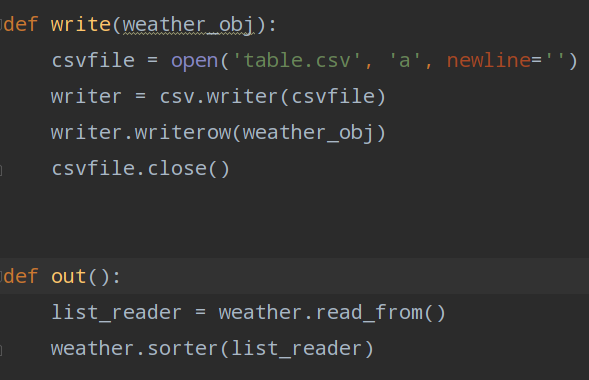 def write(weather_obj):
    csvfile = open('table.csv', 'a', newline='')
    writer = csv.writer(csvfile)
    writer.writerow(weather_obj)
    csvfile.close()
def out():
    list_reader = weather.read_from()
    weather.sorter(list_reader)